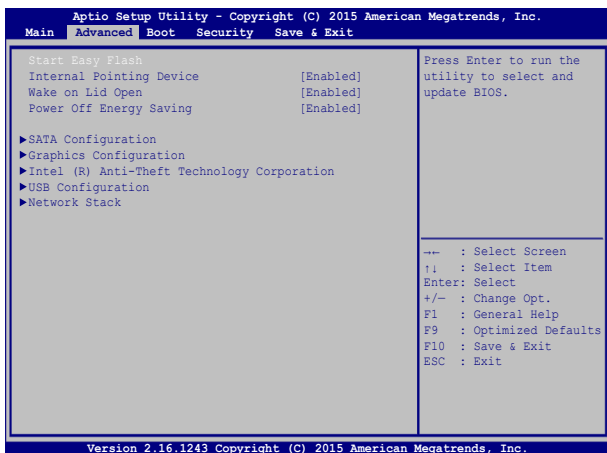 Aptio Setup Utility - Copyright (C) 2015 American Megatrends, Inc.
Main Advanced Boot Security Save & Exit
Start Easy Flash
Internal Pointing Device [Enabled]
Wake on Lid Open [Enabled]
Power Off Energy Saving [Enabled]
▶SATA Configuration
▶Graphics Configuration
▶Intel (R) Anti-Theft Technology Corporation
▶USB Configuration
▶Network Stack
Press Enter to run the
utility to select and
update BIOS.
→← : Select Screen
↑↓ : Select Item
Enter: Select
+/— : Change Opt.
F1 : General Help
F9 : Optimized Defaults
F10 : Save & Exit
ESC : Exit
Version 2.16.1243 Copyright (C) 2015 American Megatrends, Inc.